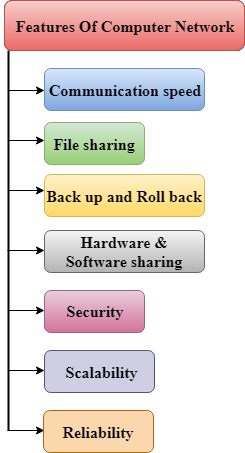 Features Of Computer Network
Communication speed
File sharing
Back up and Roll back
Hardware &
Software sharing
Security
Scalability
Reliability